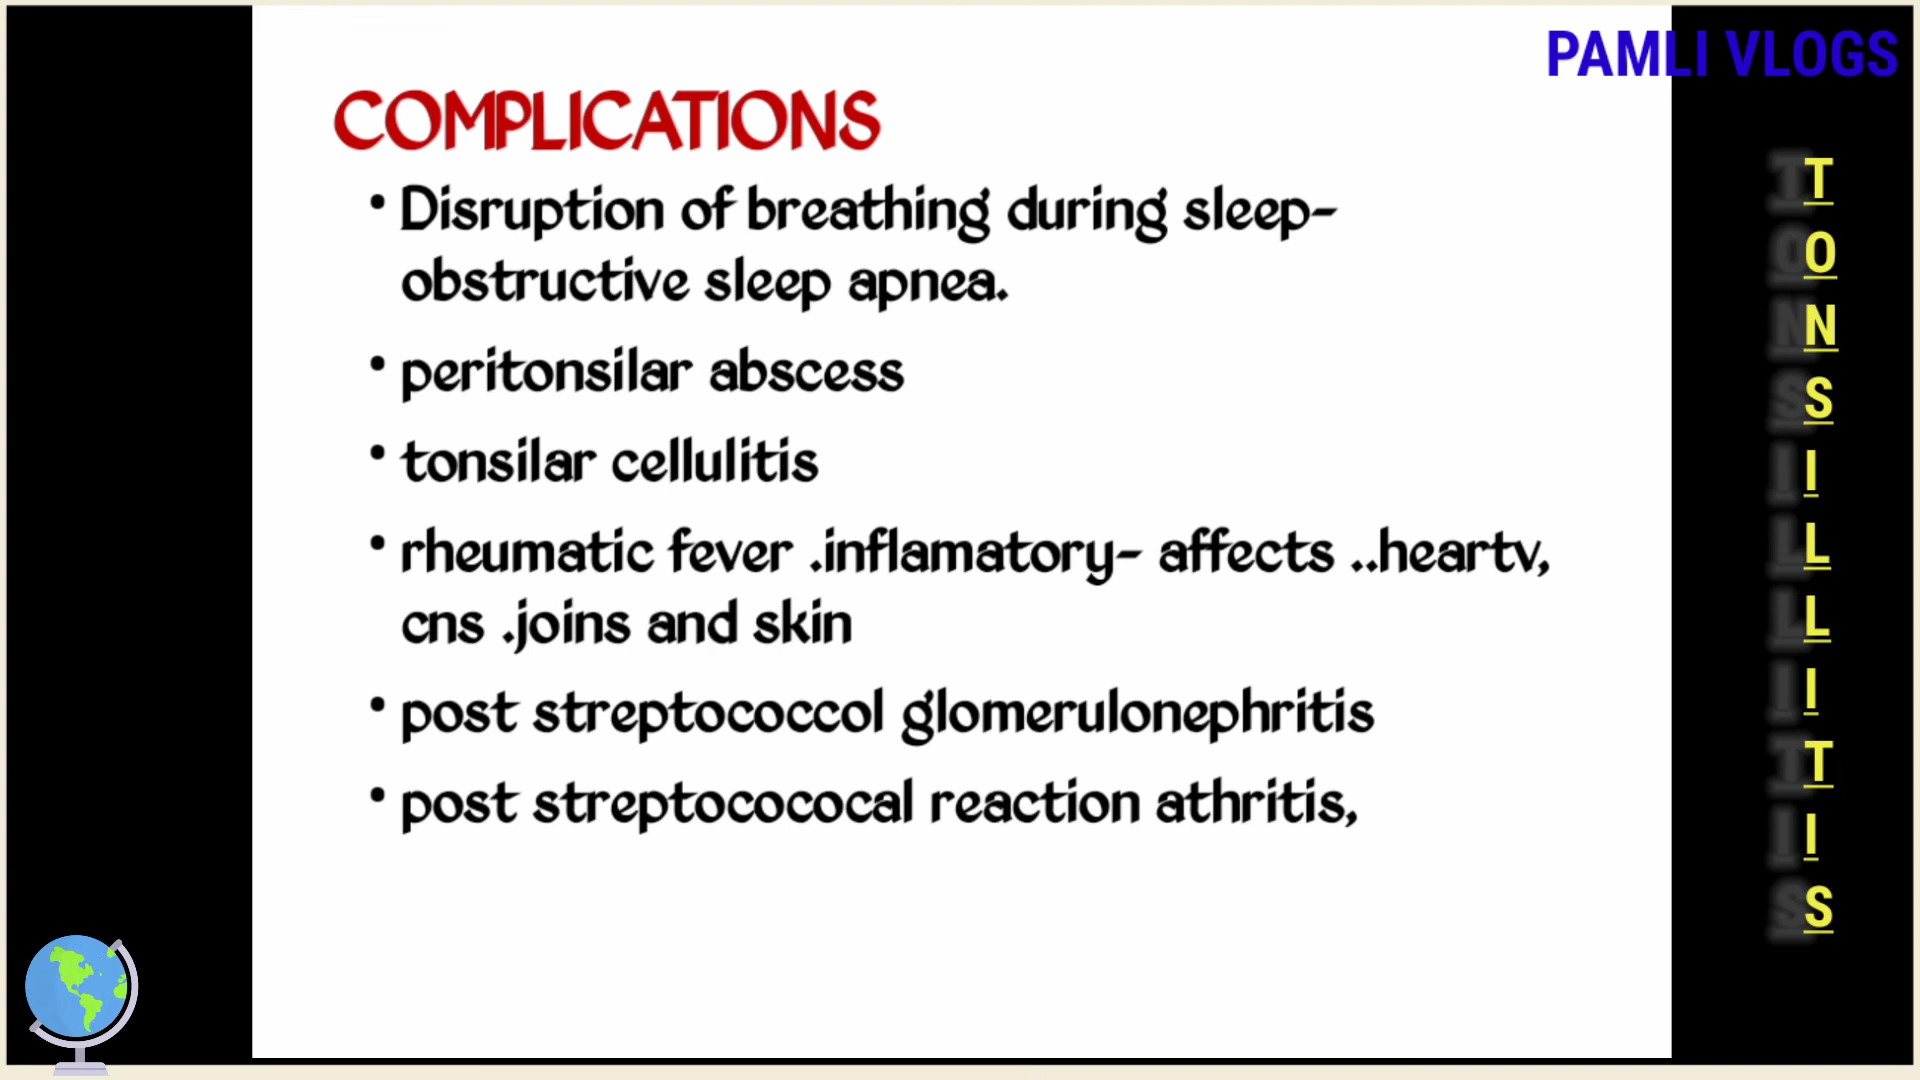 PAMLI VLOGS
COMPLICATIONS
• Disruption of breathing during sleep-
obstructive sleep apnea.
• peritonsilar abscess
• tonsilar cellulitis
• rheumatic fever .inflamatory- affects ..heartv,
cns .joins and skin
• post streptococcol glomerulonephritis
• post streptocococal reaction athritis,
T
O
N
S
I
L
L
I
T
I
S